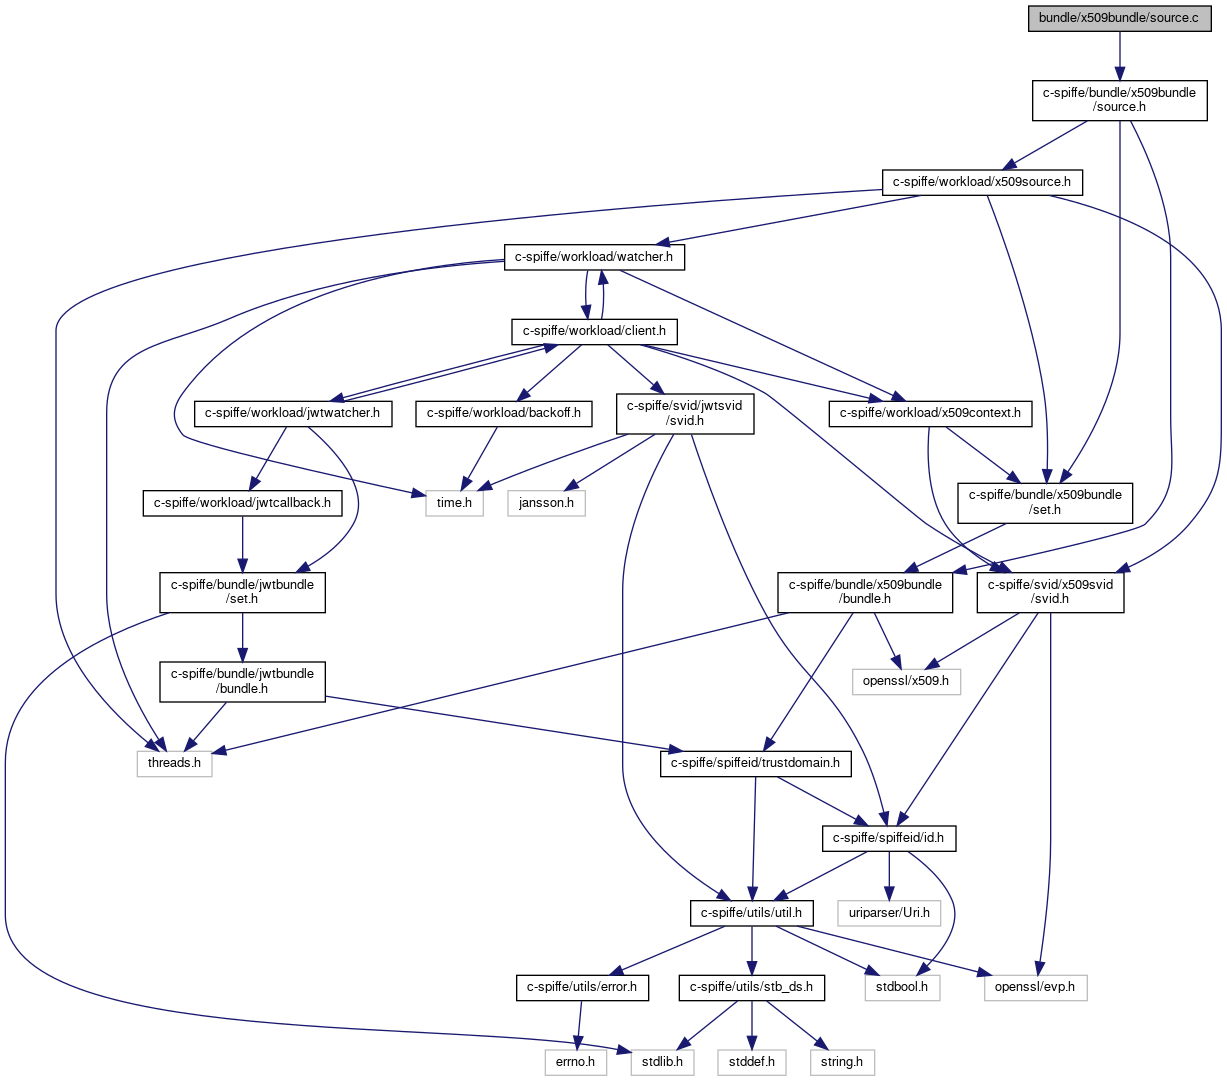 bundle/x509bundle/source.c
c-spiffe/bundle/x509bundle
/source.h
c-spiffe/workload/x509source.h
c-spiffe/workload/watcher.h
c-spiffe/workload/client.h
c-spiffe/workload/jwtwatcher.h
c-spiffe/workload/backoff.h
c-spiffe/svid/jwtsvid
/svid.h
c-spiffe/workload/x509context.h
c-spiffe/workload/jwtcallback.h
time.h
jansson.h
c-spiffe/bundle/x509bundle
/set.h
c-spiffe/bundle/jwtbundle
/set.h
c-spiffe/bundle/x509bundle
/bundle.h
c-spiffe/svid/x509svid
/svid.h
c-spiffe/bundle/jwtbundle
/bundle.h
openssl/x509.h
threads.h
c-spiffe/spiffeid/trustdomain.h
c-spiffe/spiffeid/id.h
c-spiffe/utils/util.h
uriparser/Uri.h
c-spiffe/utils/error.h
c-spiffe/utils/stb_ds.h
stdbool.h
openssl/evp.h
errno.h
stdlib.h
stddef.h
string.h